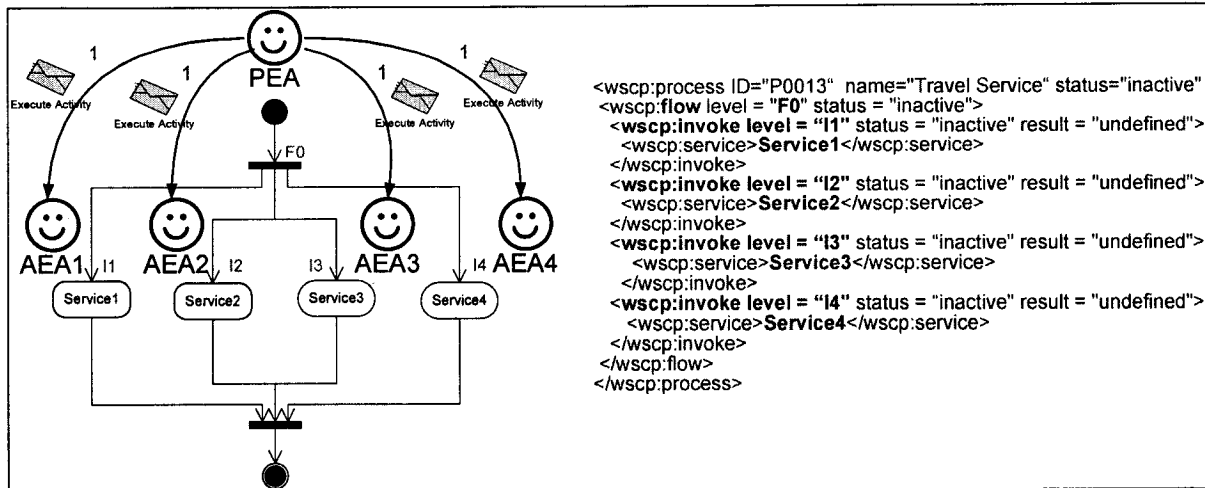 1 1 1 1
PEA
Execute Activity
Execute Activity
Execute Activity
Execute Activity
F0
AEA1 AEA2 AEA3 AEA4
I1 I2 I3 I4
Service1 Service2 Service3 Service4
<wscp:process ID="P0013“ name="Travel Service“ status="inactive"
<wscp:flow level = "F0" status = "inactive">
<wscp:invoke level = “I1" status = "inactive" result = "undefined">
<wscp:service>Service1</wscp:service>
</wscp:invoke>
<wscp:invoke level = “I2" status = "inactive" result = "undefined">
<wscp:service>Service2</wscp:service>
</wscp:invoke>
<wscp:invoke level = “I3" status = "inactive" result = "undefined">
<wscp:service>Service3</wscp:service>
</wscp:invoke>
<wscp:invoke level = “I4" status = "inactive" result = "undefined">
<wscp:service>Service4</wscp:service>
</wscp:invoke>
</wscp:flow>
</wscp:process>